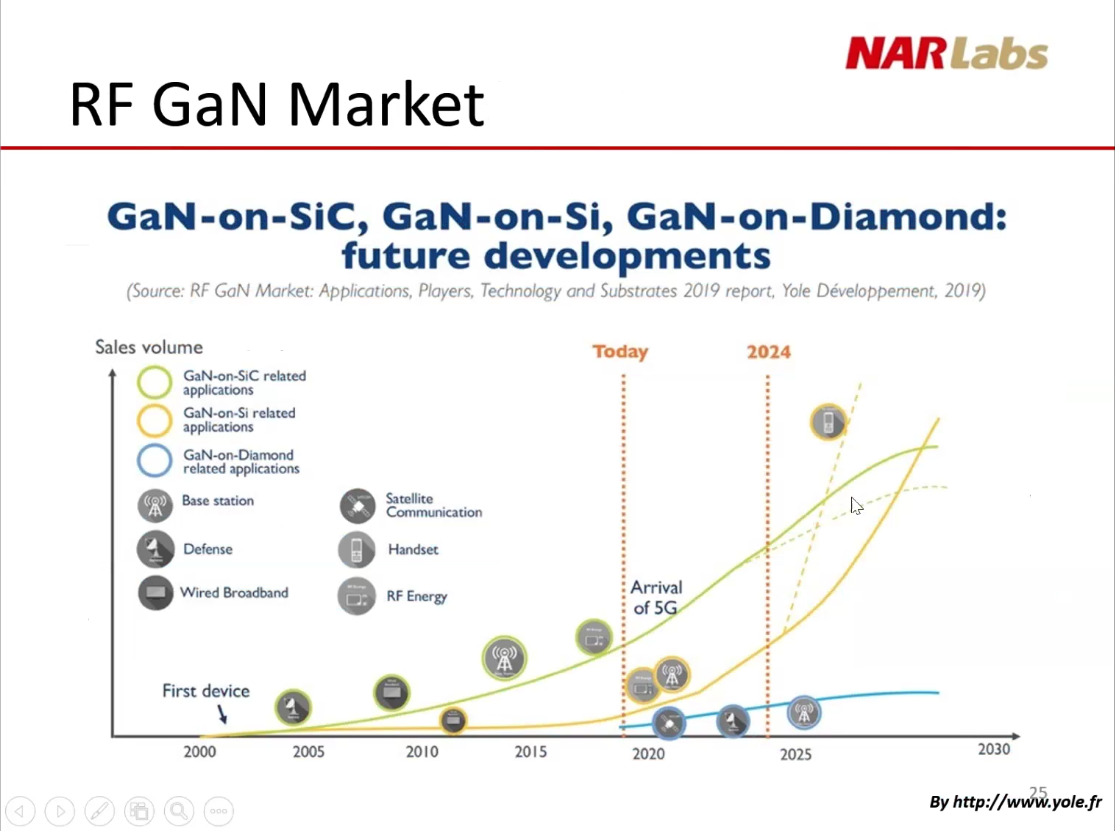 NARLabs
RF GaN Market
GaN-on-SiC, GaN-on-Si, GaN-on-Diamond:
future developments
(Source: RF GaN Market: Applications, Players, Technology and Substrates 2019 report, Yole Développement, 2019)
Sales volume
Today
2024
GaN-on-SiC related
applications
GaN-on-Si related
applications
GaN-on-Diamond
related applications
Base station
Satellite
Communication
Defense
Handset
Wired Broadband
RF Energy
Arrival
of 5G
First device
2000
2005
2010
2015
2020
2025
2030
25
By http://www.yole.fr